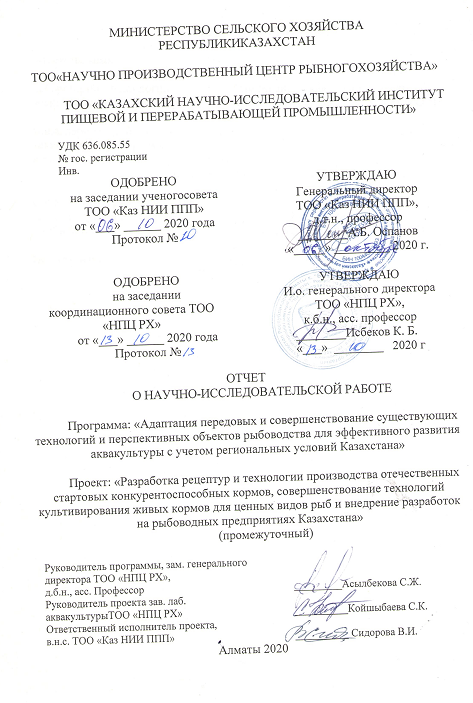 МИНИСТЕРСТВО СЕЛЬСКОГО ХОЗЯЙСТВА
РЕСПУБЛИКИКАЗАХСТАН
ТОО«НАУЧНО ПРОИЗВОДСТВЕННЫЙ ЦЕНТР РЫБНОГОХОЗЯЙСТВА»
ТОО «КАЗАХСКИЙ НАУЧНО-ИССЛЕДОВАТЕЛЬСКИЙ ИНСТИТУТ
ПИЩЕВОЙ И ПЕРЕРАБАТЫВАЮЩЕЙ ПРОМЫШЛЕННОСТИ»
УДК 636.085.55
№ гос. регистрации
Инв.
ОДОБРЕНО
на заседании ученогосовета
ТОО «Каз НИИ ППП»
от «06» 10 2020 года
Протокол №10
УТВЕРЖДАЮ
Генеральный директор
ТОО «Каз НИИ ППП»,
д.т.н., профессор
А.Б. Оспанов
«06» октября 2020 г.
ОДОБРЕНО
на заседании
координационного совета ТОО
«НПЦ РХ»
от «13» 10 2020 года
Протокол №13
УТВЕРЖДАЮ
И.о. генерального директора
ТОО «НПЦ РХ»,
к.б.н., асс. профессор
Исбеков К. Б.
«13» 10 2020 г
ОТЧЕТ
О НАУЧНО-ИССЛЕДОВАТЕЛЬСКОЙ РАБОТЕ
Программа: «Адаптация передовых и совершенствование существующих
технологий и перспективных объектов рыбоводства для эффективного развития
аквакультуры с учетом региональных условий Казахстана»
Проект: «Разработка рецептур и технологии производства отечественных
стартовых конкурентоспособных кормов, совершенствование технологий
культивирования живых кормов для ценных видов рыб и внедрение разработок
на рыбоводных предприятиях Казахстана»
(промежуточный)
Руководитель программы, зам. генерального
директора ТОО «НПЦ РХ»,
д.б.н., асс. Профессор
Асылбекова С.Ж.
Руководитель проекта зав. лаб.
аквакультурыТОО «НПЦ РХ»
Койшыбаева С.К.
Ответственный исполнитель проекта,
в.н.с. ТОО «Каз НИИ ППП»
Сидорова В.И.
Алматы 2020